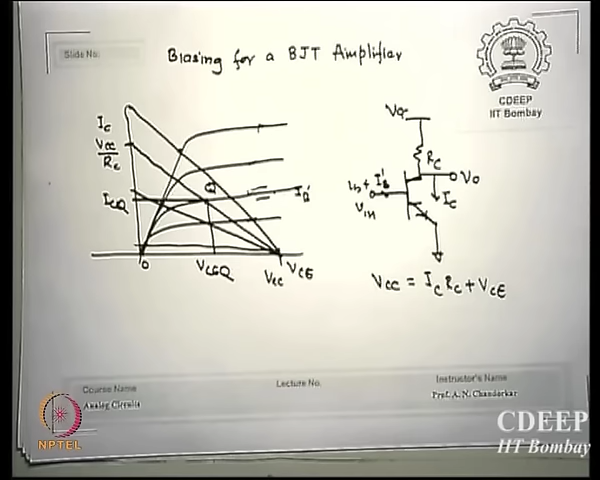 Slide No.
Biasing for a BJT Amplifier
CDEEP
IIT Bombay
Ic
Vcc
Rc
ICQ
Q
IB'
0
VCEQ
Vcc
VCE
Vcc
Rc
Vo
IB'
Ic
Vin
Vcc = Ic Rc + VCE
Course Name
Analog Circuits
Lecture No.
Instructor's Name
Prof. A. N. Chandorkar
NPTEL
CDEEP
IIT Bombay